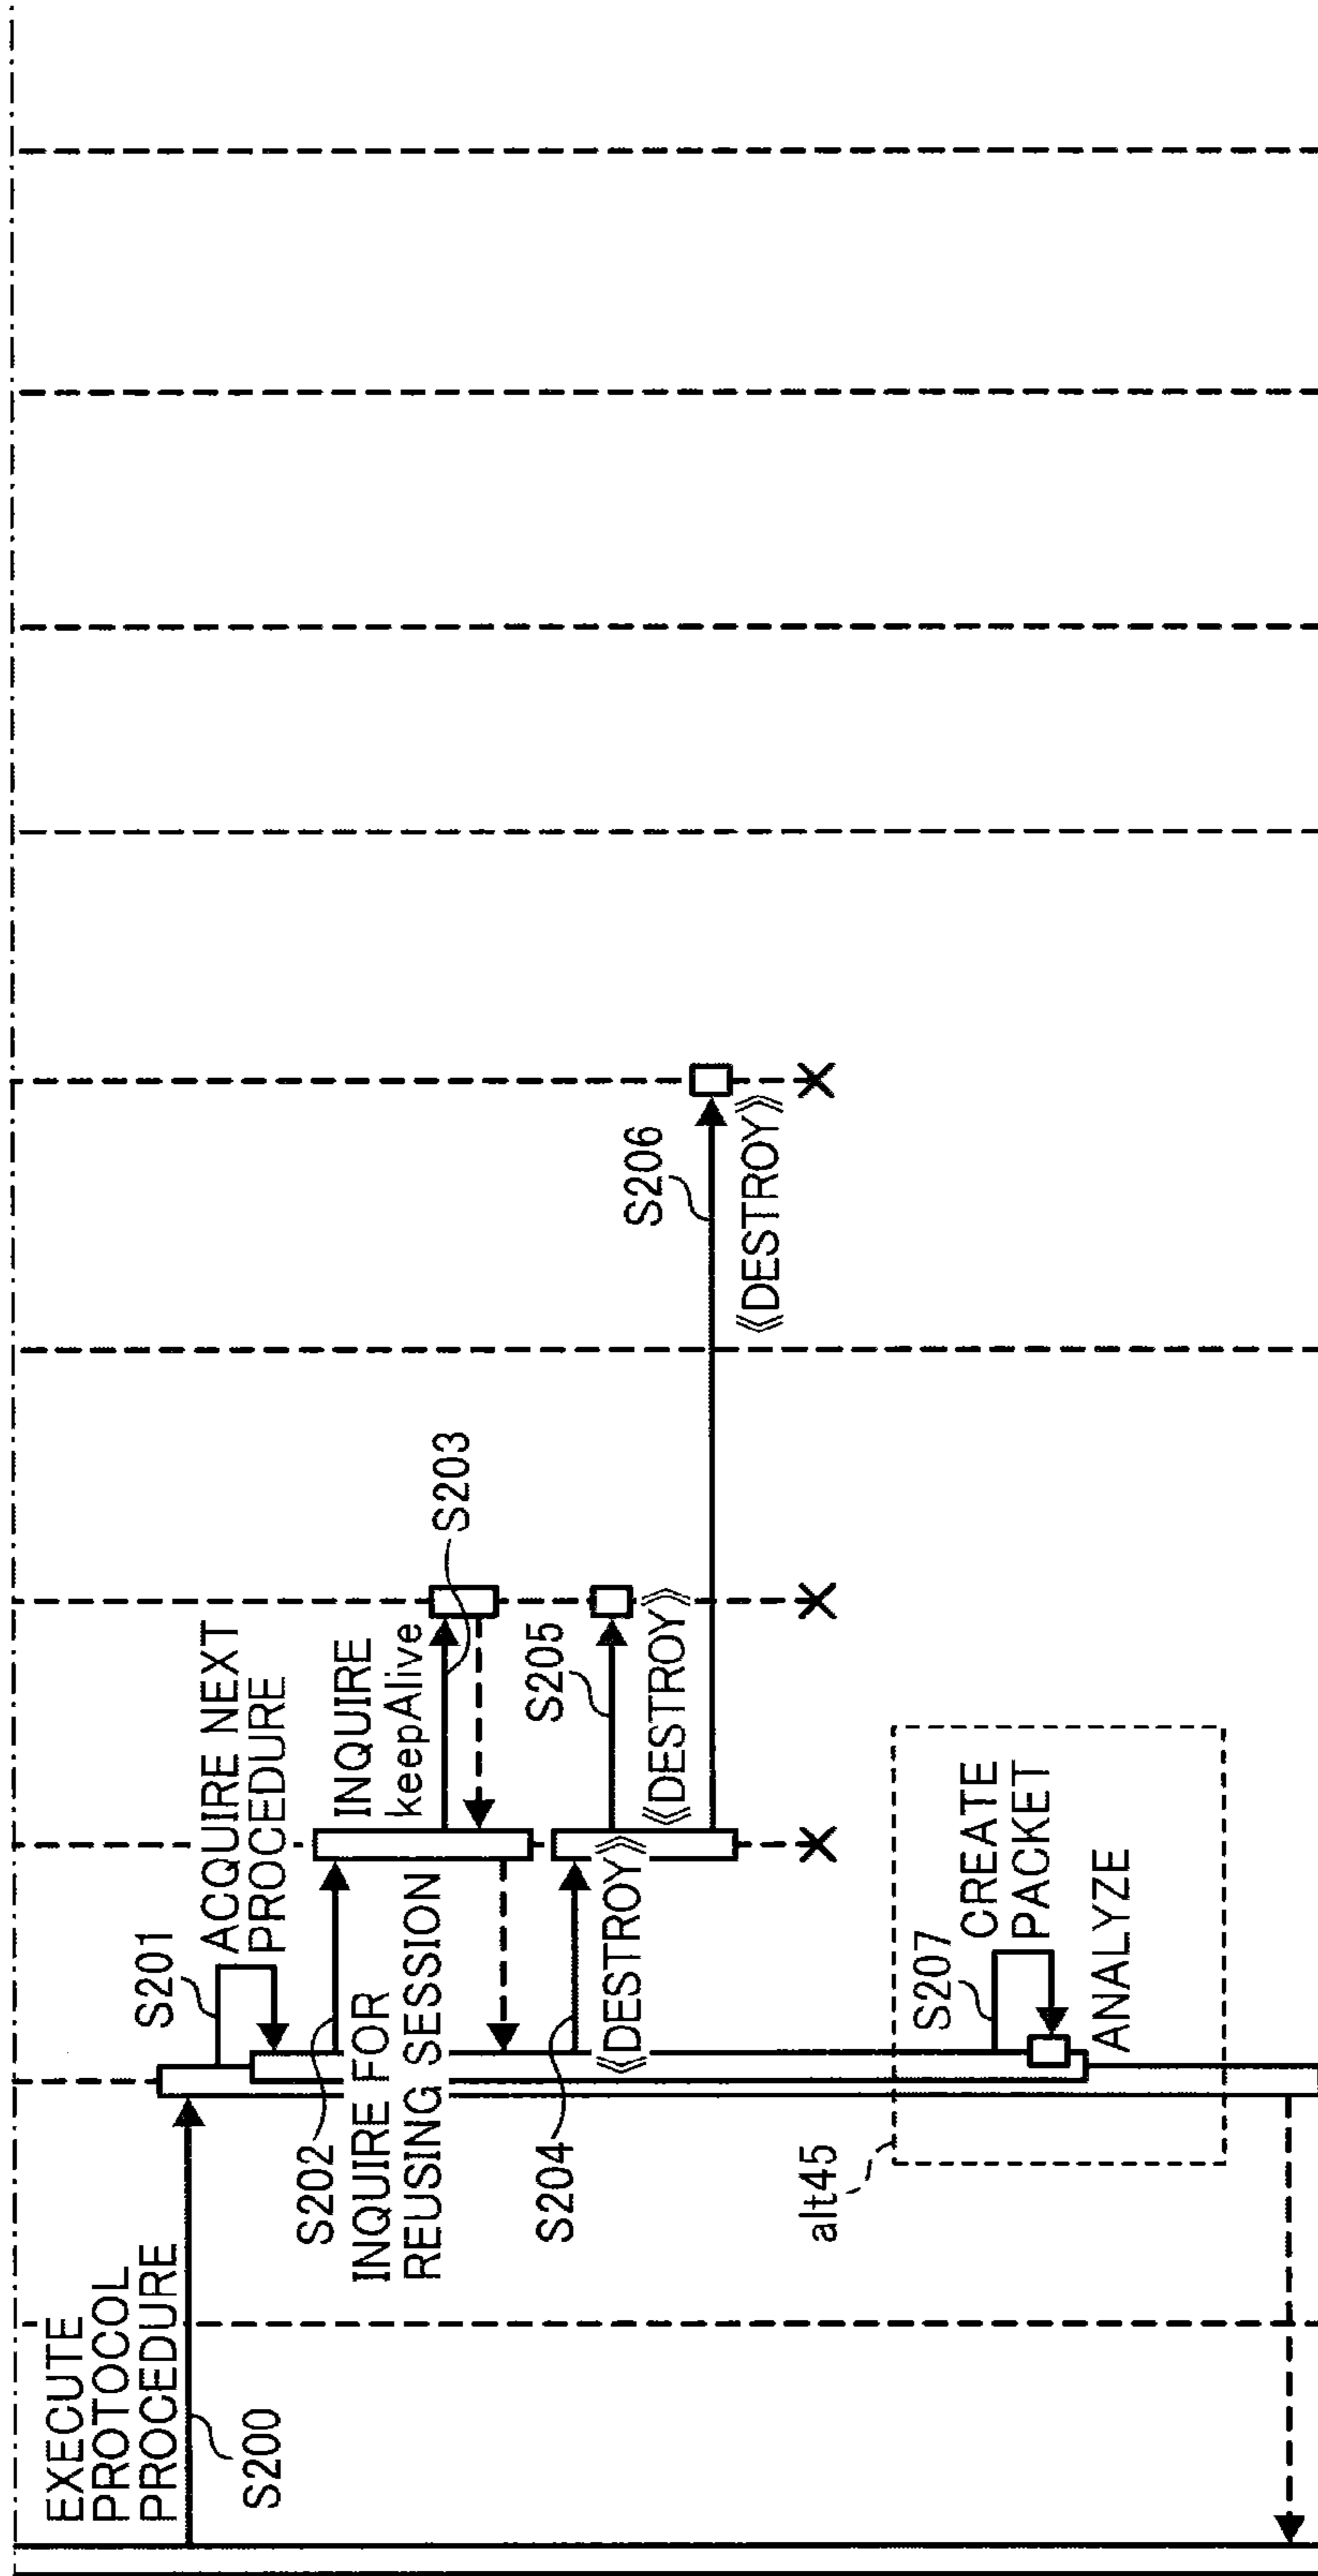 EXECUTE
PROTOCOL
PROCEDURE
S200
S201
ACQUIRE NEXT
PROCEDURE
S202
INQUIRE FOR
REUSING SESSION
INQUIRE
keepAlive
S203
S204
《DESTROY》
S205
《DESTROY》
S206
《DESTROY》
alt45
S207
CREATE
PACKET
ANALYZE